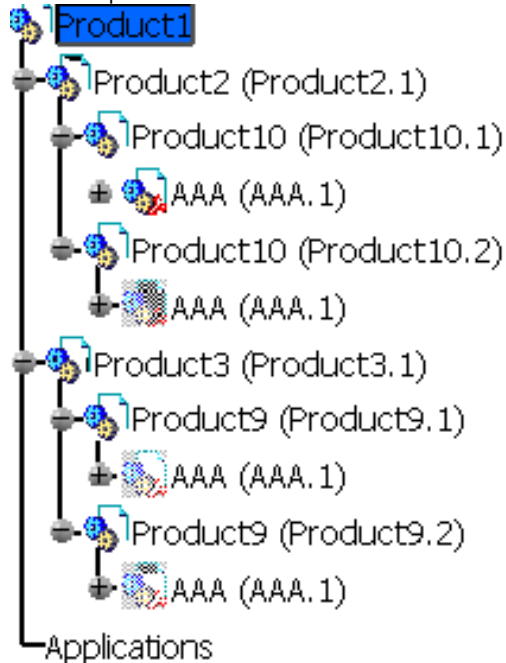 Product1
Product2 (Product2.1)
Product10 (Product10.1)
AAA (AAA.1)
Product10 (Product10.2)
AAA (AAA.1)
Product3 (Product3.1)
Product9 (Product9.1)
AAA (AAA.1)
Product9 (Product9.2)
AAA (AAA.1)
Applications